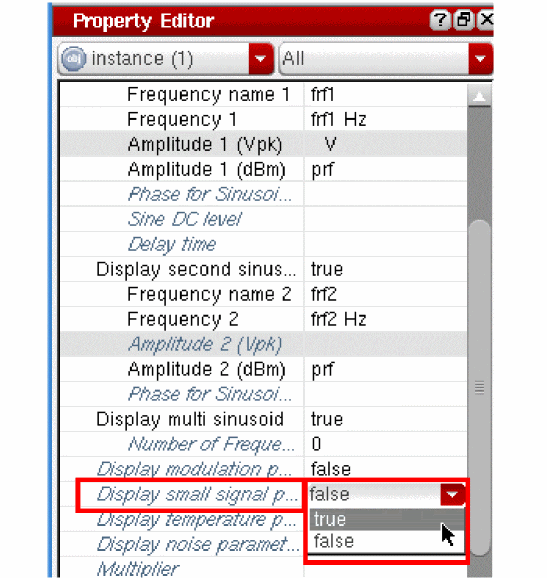 Property Editor
instance (1) All
Frequency name 1 frf1
Frequency 1 frf1 Hz
Amplitude 1 (Vpk) V
Amplitude 1 (dBm) prf
Phase for Sinusoi...
Sine DC level
Delay time
Display second sinus... true
Frequency name 2 frf2
Frequency 2 frf2 Hz
Amplitude 2 (Vpk)
Amplitude 2 (dBm) prf
Phase for Sinusoi...
Display multi sinusoid true
Number of Freque... 0
Display modulation p... false
Display small signal p... false
Display temperature p... true
Display noise paramet... false
Multiplier